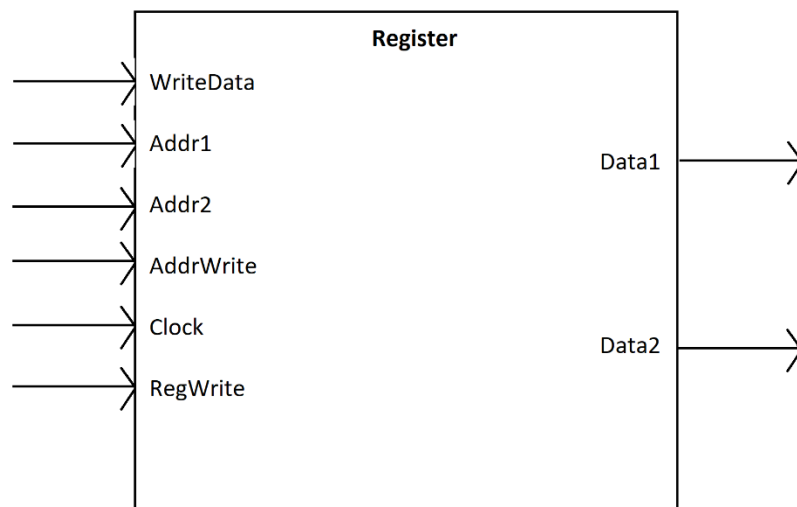 Register
WriteData
Addr1
Addr2
AddrWrite
Clock
RegWrite
Data1
Data2